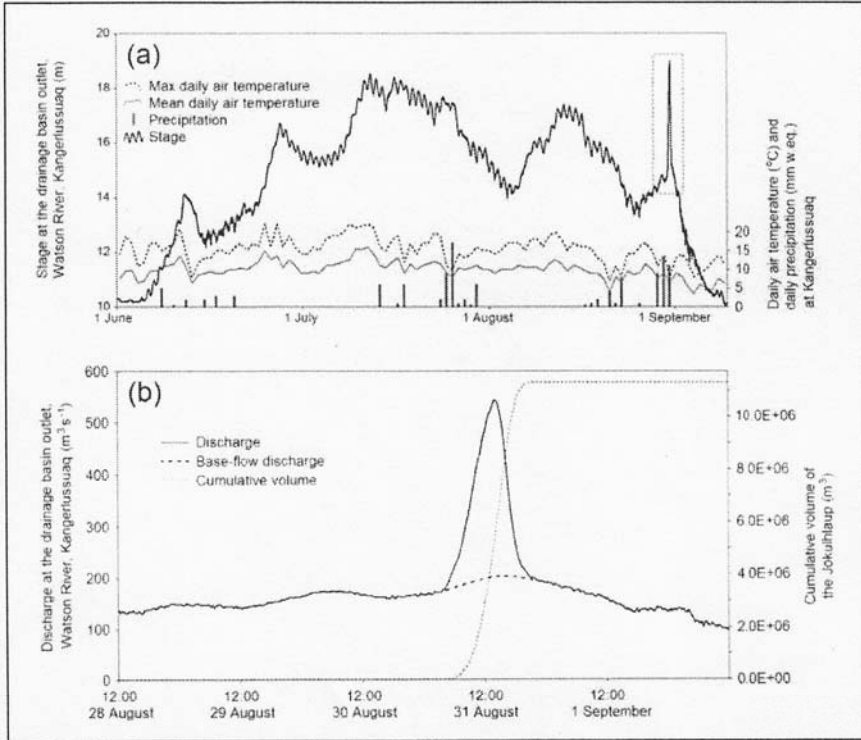 (a)
20
18
16
14
12
10
Stage at the drainage basin outlet,
Watson River, Kangerlussuaq (m)
Max daily air temperature
Mean daily air temperature
Precipitation
Stage
20
15
10
5
0
Daily air temperature (°C) and
daily precipitation (mm w eq.)
at Kangerlussuaq
1 June
1 July
1 August
1 September
(b)
600
500
400
300
200
100
0
Discharge at the drainage basin outlet,
Watson River, Kangerlussuaq (m³ s⁻¹)
Discharge
Base-flow discharge
Cumulative volume
10.0E+06
8.0E+06
6.0E+06
4.0E+06
2.0E+06
0.0E+00
Cumulative volume of
the Jokulhlaup (m³)
12:00 12:00 12:00 12:00 12:00
28 August 29 August 30 August 31 August 1 September